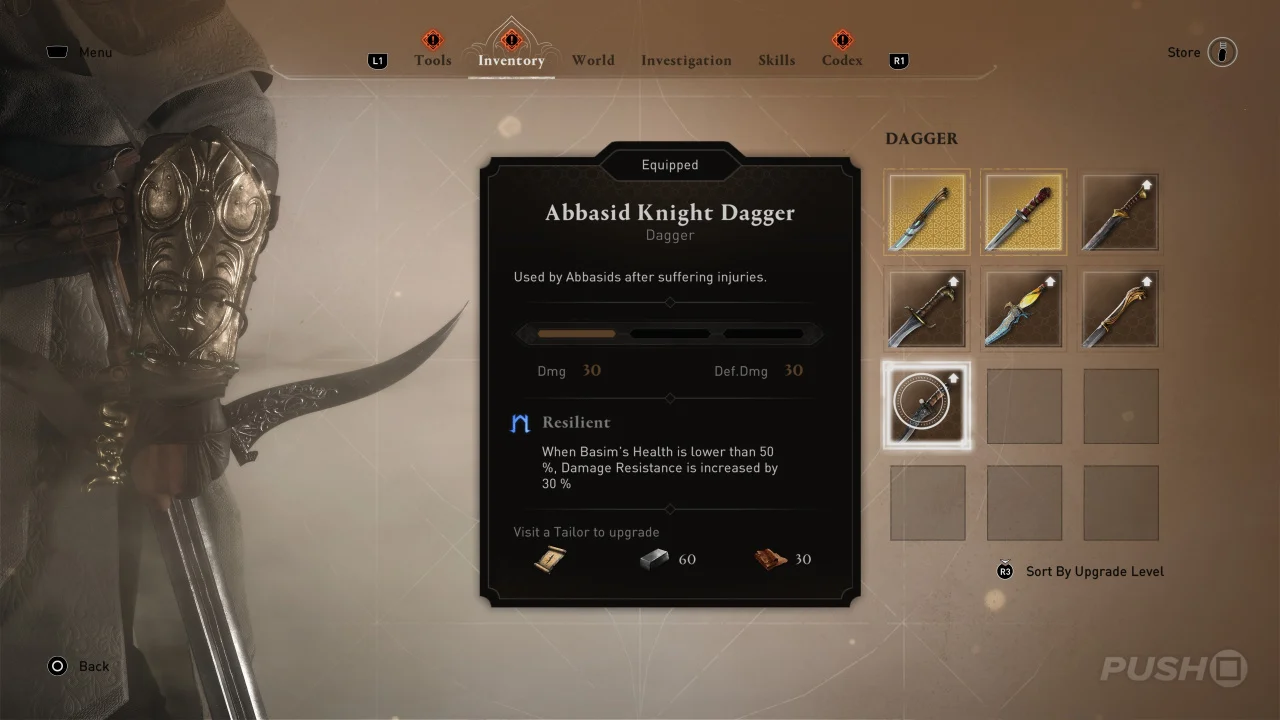 Menu
L1
Tools
Inventory
World
Investigation
Skills
Codex
R1
Store
DAGGER
Equipped
Abbasid Knight Dagger
Dagger
Used by Abbasids after suffering injuries.
Dmg 30
Def.Dmg 30
Resilient
When Basim's Health is lower than 50
%, Damage Resistance is increased by
30 %
Visit a Tailor to upgrade
60
30
R3 Sort By Upgrade Level
Back
PUSH